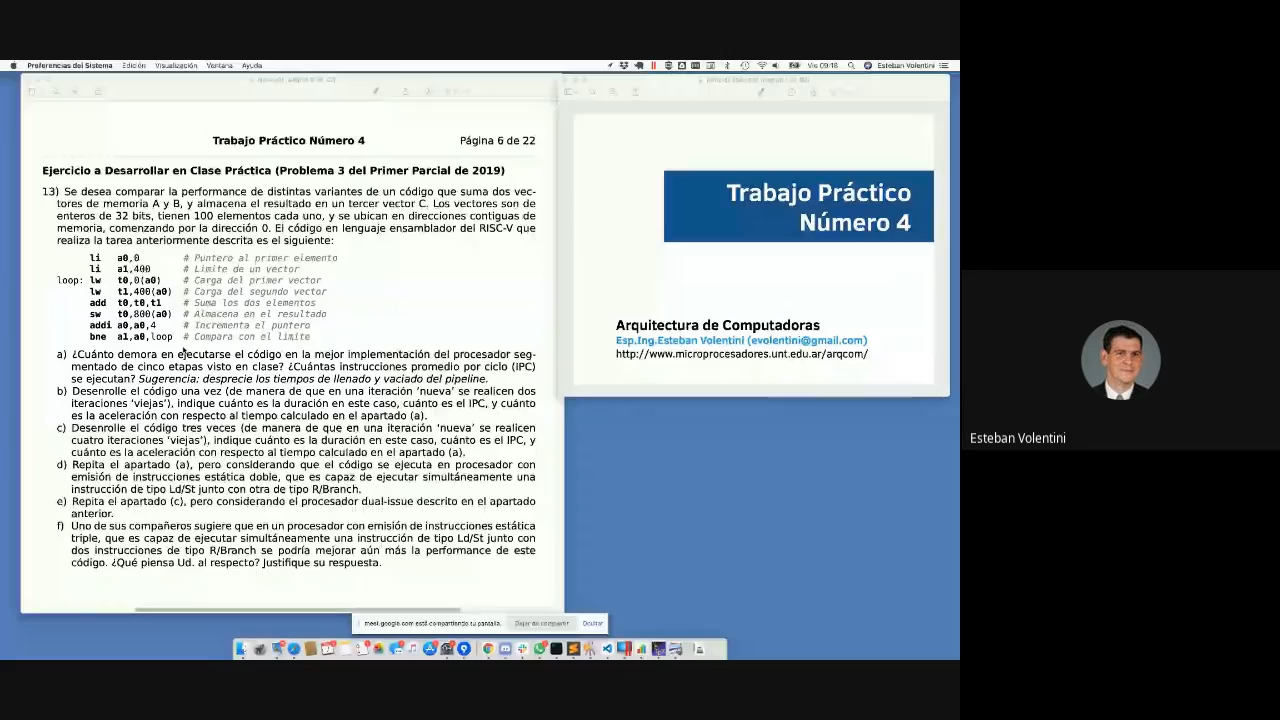 Preferencias del Sistema Edición Visualización Ventana Ayuda
Vie 09:18 Esteban Volentini
Trabajo Práctico Número 4 Página 6 de 22
Ejercicio a Desarrollar en Clase Práctica (Problema 3 del Primer Parcial de 2019)
13) Se desea comparar la performance de distintas variantes de un código que suma dos vec-
tores de memoria A y B, y almacena el resultado en un tercer vector C. Los vectores son de
enteros de 32 bits, tienen 100 elementos cada uno, y se ubican en direcciones contiguas de
memoria, comenzando por la dirección 0. El código en lenguaje ensamblador del RISC-V que
realiza la tarea anteriormente descrita es el siguiente:
li a0,0 # Puntero al primer elemento
li a1,400 # Limite de un vector
loop: lw t0,0(a0) # Carga del primer vector
lw t1,400(a0) # Carga del segundo vector
add t0,t0,t1 # Suma los dos elementos
sw t0,800(a0) # Almacena en el resultado
addi a0,a0,4 # Incrementa el puntero
bne a1,a0,loop # Compara con el limite
a) ¿Cuánto demora en ejecutarse el código en la mejor implementación del procesador seg-
mentado de cinco etapas visto en clase? ¿Cuántas instrucciones promedio por ciclo (IPC)
se ejecutan? Sugerencia: desprecie los tiempos de llenado y vaciado del pipeline.
b) Desenrolle el código una vez (de manera de que en una iteración ‘nueva’ se realicen dos
iteraciones ‘viejas’), indique cuánto es la duración en este caso, cuánto es el IPC, y cuánto
es la aceleración con respecto al tiempo calculado en el apartado (a).
c) Desenrolle el código tres veces (de manera de que en una iteración ‘nueva’ se realicen
cuatro iteraciones ‘viejas’), indique cuánto es la duración en este caso, cuánto es el IPC, y
cuánto es la aceleración con respecto al tiempo calculado en el apartado (a).
d) Repita el apartado (a), pero considerando que el código se ejecuta en procesador con
emisión de instrucciones estática doble, que es capaz de ejecutar simultáneamente una
instrucción de tipo Ld/St junto con otra de tipo R/Branch.
e) Repita el apartado (c), pero considerando el procesador dual-issue descrito en el apartado
anterior.
f) Uno de sus compañeros sugiere que en un procesador con emisión de instrucciones estática
triple, que es capaz de ejecutar simultáneamente una instrucción de tipo Ld/St junto con
dos instrucciones de tipo R/Branch se podría mejorar aún más la performance de este
código. ¿Qué piensa Ud. al respecto? Justifique su respuesta.
Trabajo Práctico
Número 4
Arquitectura de Computadoras
Esp.Ing.Esteban Volentini (evolentini@gmail.com)
http://www.microprocesadores.unt.edu.ar/arqcom/
meet.google.com está compartiendo tu pantalla. Dejar de compartir Ocultar
Esteban Volentini